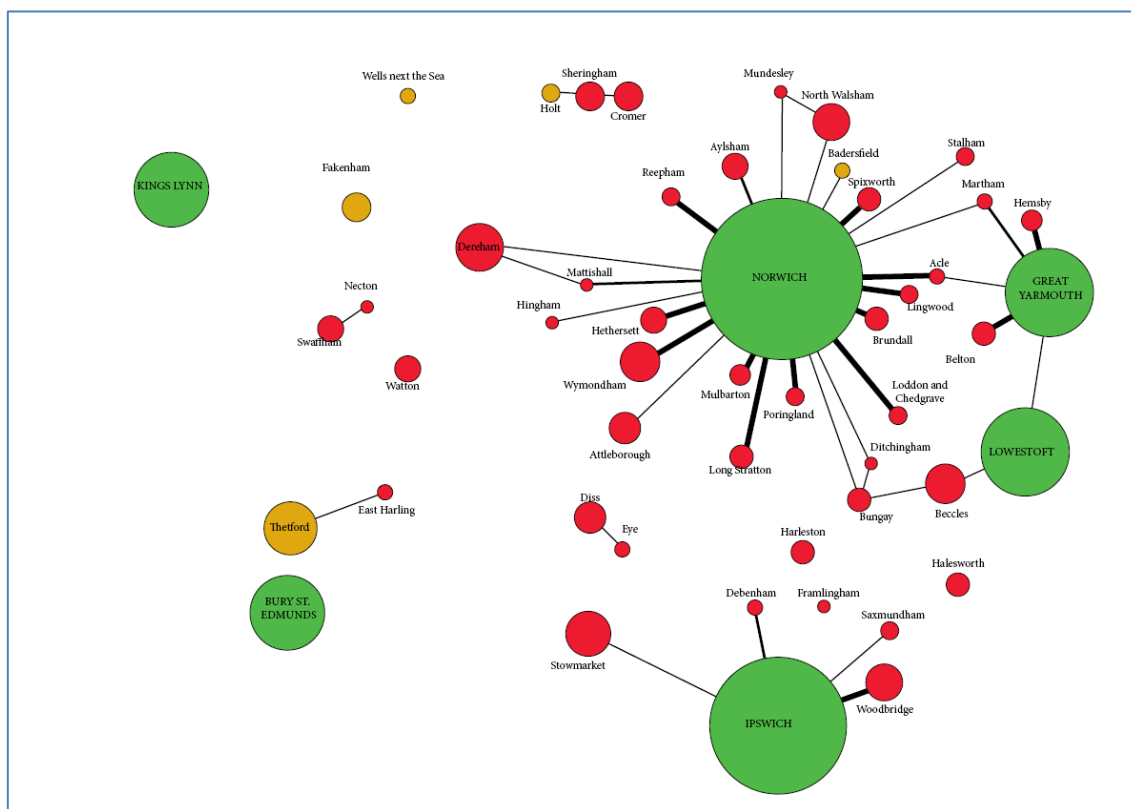 Wells next the Sea
Sheringham
Holt
Cromer
Mundesley
North Walsham
Stalham
Aylsham
Badersfield
Fakenham
Reepham
Spixworth
Martham
Hemsby
KINGS LYNN
Dereham
Mattishall
NORWICH
Acle
GREAT
YARMOUTH
Necton
Hingham
Lingwood
Swaffham
Hethersett
Brundall
Belton
Watton
Wymondham
Mulbarton
Poringland
Loddon and
Chedgrave
Attleborough
Long Stratton
Ditchingham
LOWESTOFT
Bungay
Beccles
East Harling
Thetford
Diss
Eye
Harleston
Halesworth
BURY ST.
EDMUNDS
Debenham
Framlingham
Saxmundham
Stowmarket
Woodbridge
IPSWICH